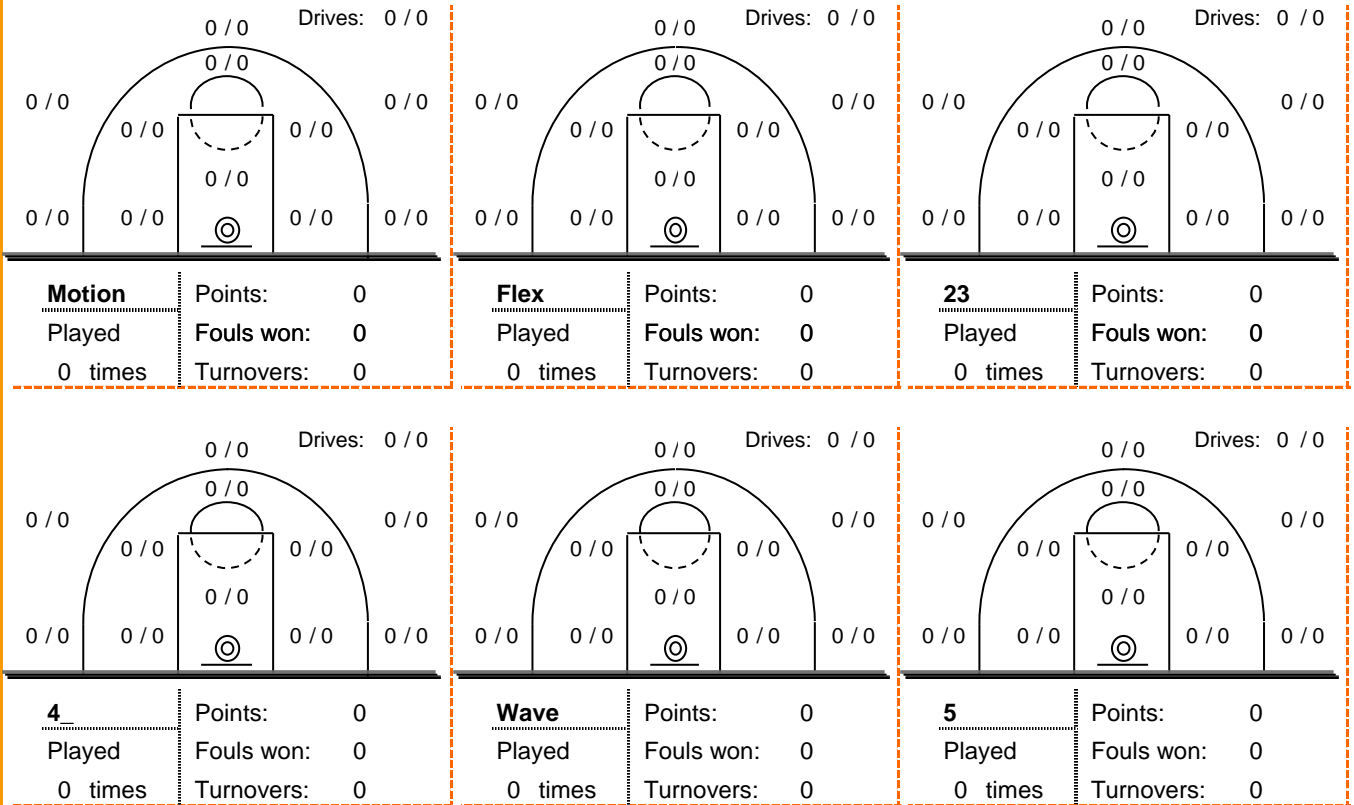 Drives: 0 / 0 Drives: 0 / 0 Drives: 0 / 0
0 / 0 0 / 0 0 / 0
0 / 0 0 / 0 0 / 0
0 / 0 0 / 0 0 / 0 0 / 0 0 / 0 0 / 0
0 / 0 0 / 0 0 / 0 0 / 0 0 / 0 0 / 0
0 / 0 0 / 0 0 / 0
0 / 0 0 / 0 0 / 0 0 / 0 0 / 0 0 / 0 0 / 0 0 / 0 0 / 0 0 / 0 0 / 0 0 / 0
Motion Points: 0 Flex Points: 0 23 Points: 0
Played Fouls won: 0 Played Fouls won: 0 Played Fouls won: 0
0 times Turnovers: 0 0 times Turnovers: 0 0 times Turnovers: 0
Drives: 0 / 0 Drives: 0 / 0 Drives: 0 / 0
0 / 0 0 / 0 0 / 0
0 / 0 0 / 0 0 / 0
0 / 0 0 / 0 0 / 0 0 / 0 0 / 0 0 / 0
0 / 0 0 / 0 0 / 0 0 / 0 0 / 0 0 / 0
0 / 0 0 / 0 0 / 0
0 / 0 0 / 0 0 / 0 0 / 0 0 / 0 0 / 0 0 / 0 0 / 0 0 / 0 0 / 0 0 / 0 0 / 0
4_ Points: 0 Wave Points: 0 5 Points: 0
Played Fouls won: 0 Played Fouls won: 0 Played Fouls won: 0
0 times Turnovers: 0 0 times Turnovers: 0 0 times Turnovers: 0